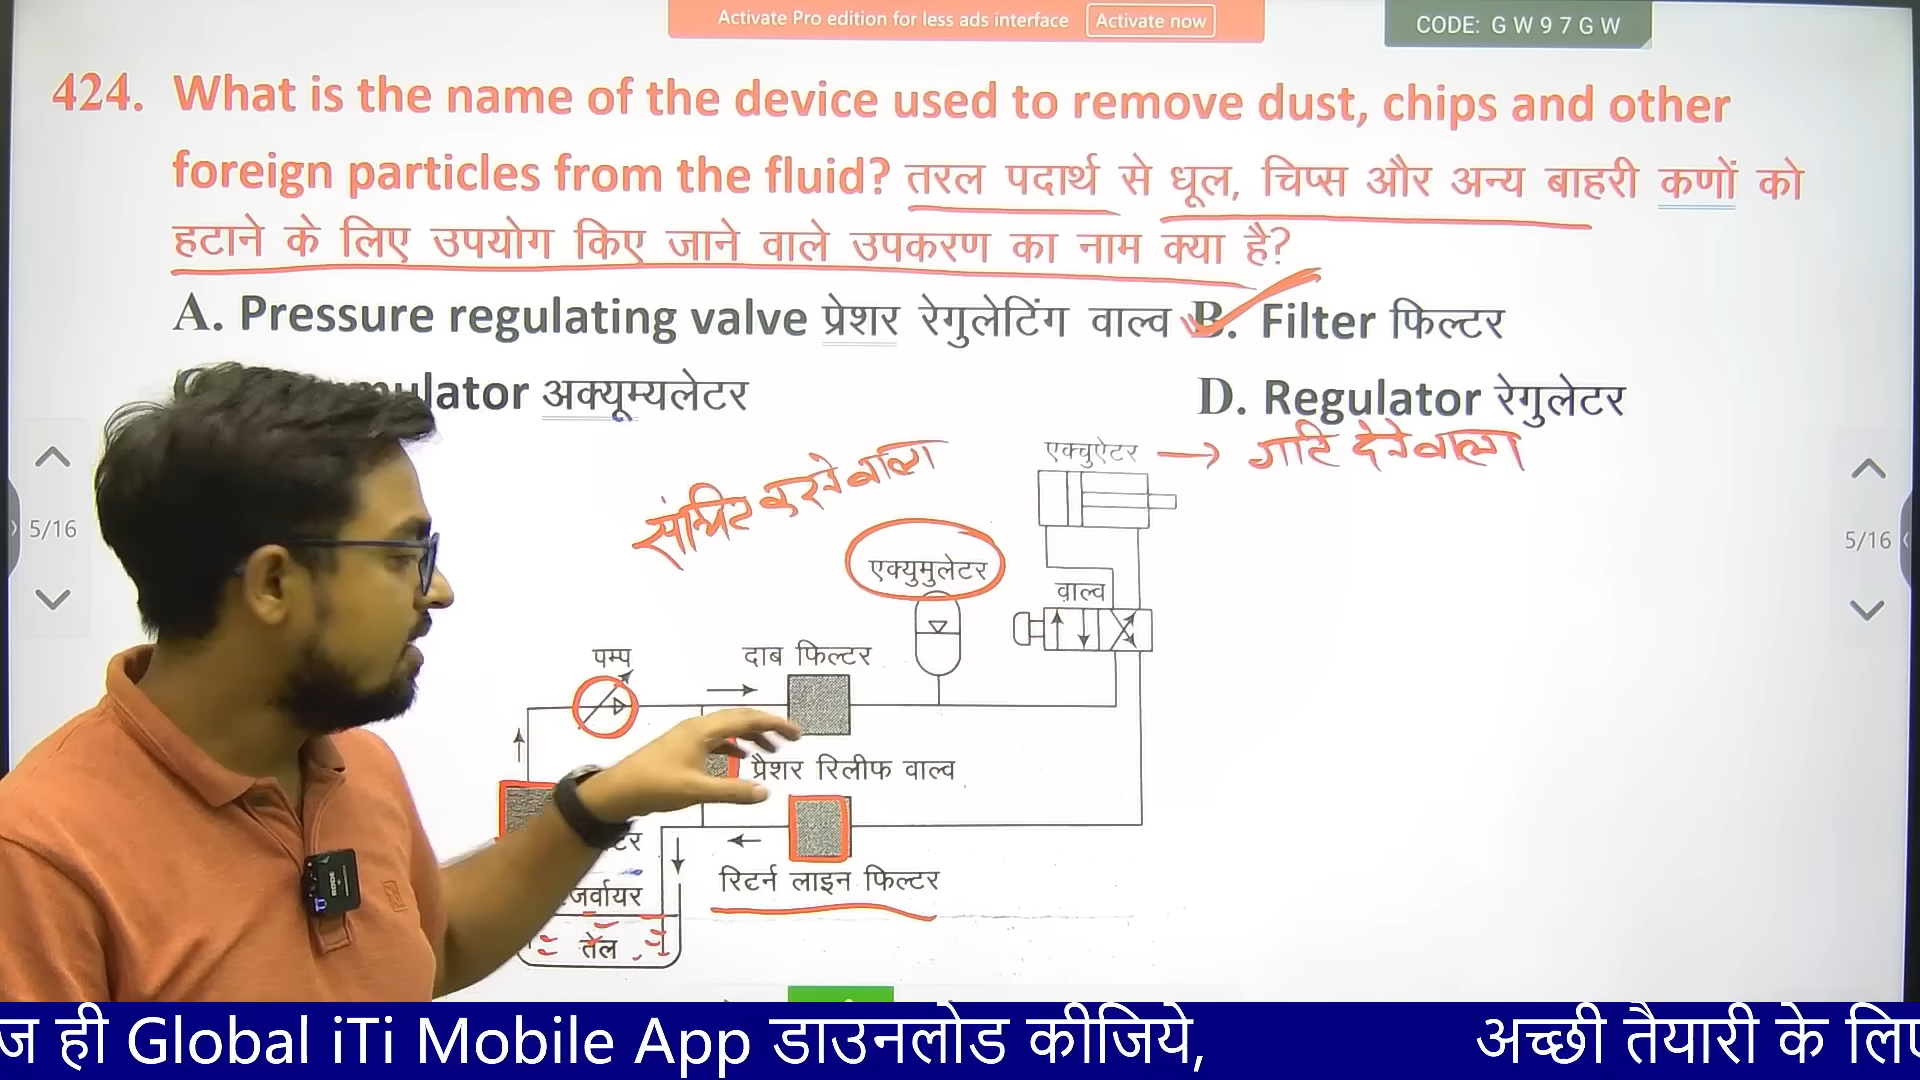 Activate Pro edition for less ads interface Activate now
CODE: G W 9 7 G W
424. What is the name of the device used to remove dust, chips and other
foreign particles from the fluid? तरल पदार्थ से धूल, चिप्स और अन्य बाहरी कणों को
हटाने के लिए उपयोग किए जाने वाले उपकरण का नाम क्या है?
A. Pressure regulating valve प्रेशर रेगुलेटिंग वाल्व B. Filter फिल्टर
अक्यूम्यलेटर D. Regulator रेगुलेटर
एक्चुऐटर → गति देने वाला
संचित करने वाला
5/16
5/16
एक्युमुलेटर
वाल्व
पम्प
दाब फिल्टर
प्रैशर रिलीफ वाल्व
रिटर्न लाइन फिल्टर
तेल
ज ही Global iTi Mobile App डाउनलोड कीजिये, अच्छी तैयारी के लिए